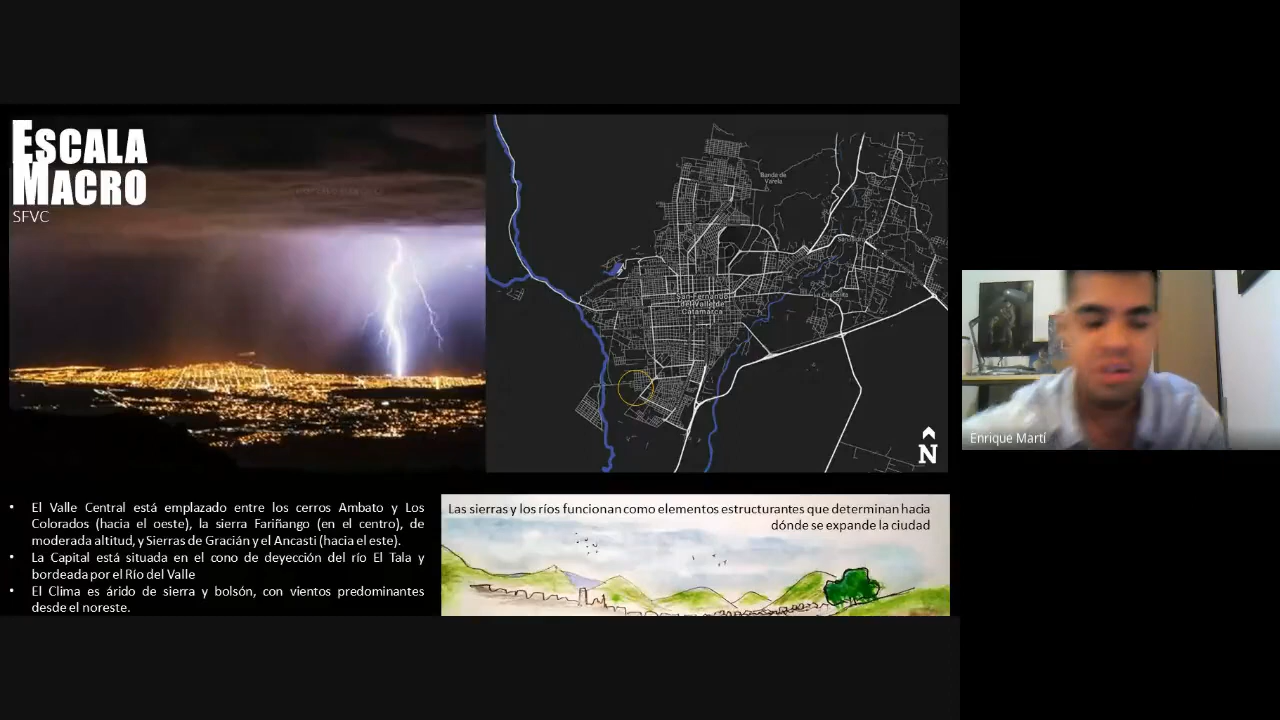 ESCALA
MACRO
SFVC
Banda de
Varela
San Fernando
del Valle de
Catamarca
N
El Valle Central está emplazado entre los cerros Ambato y Los
Colorados (hacia el oeste), la sierra Fariñango (en el centro), de
moderada altitud, y Sierras de Gracián y el Ancasti (hacia el este).
La Capital está situada en el cono de deyección del río El Tala y
bordeada por el Río del Valle
El Clima es árido de sierra y bolsón, con vientos predominantes
desde el noreste.
Las sierras y los ríos funcionan como elementos estructurantes que determinan hacia
dónde se expande la ciudad
Enrique Martí